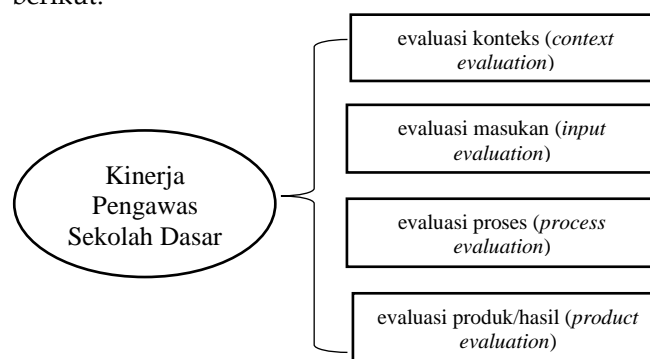 berikut.
evaluasi konteks (context
evaluation)
evaluasi masukan (input
evaluation)
Kinerja
Pengawas
Sekolah Dasar
evaluasi proses (process
evaluation)
evaluasi produk/hasil (product
evaluation)